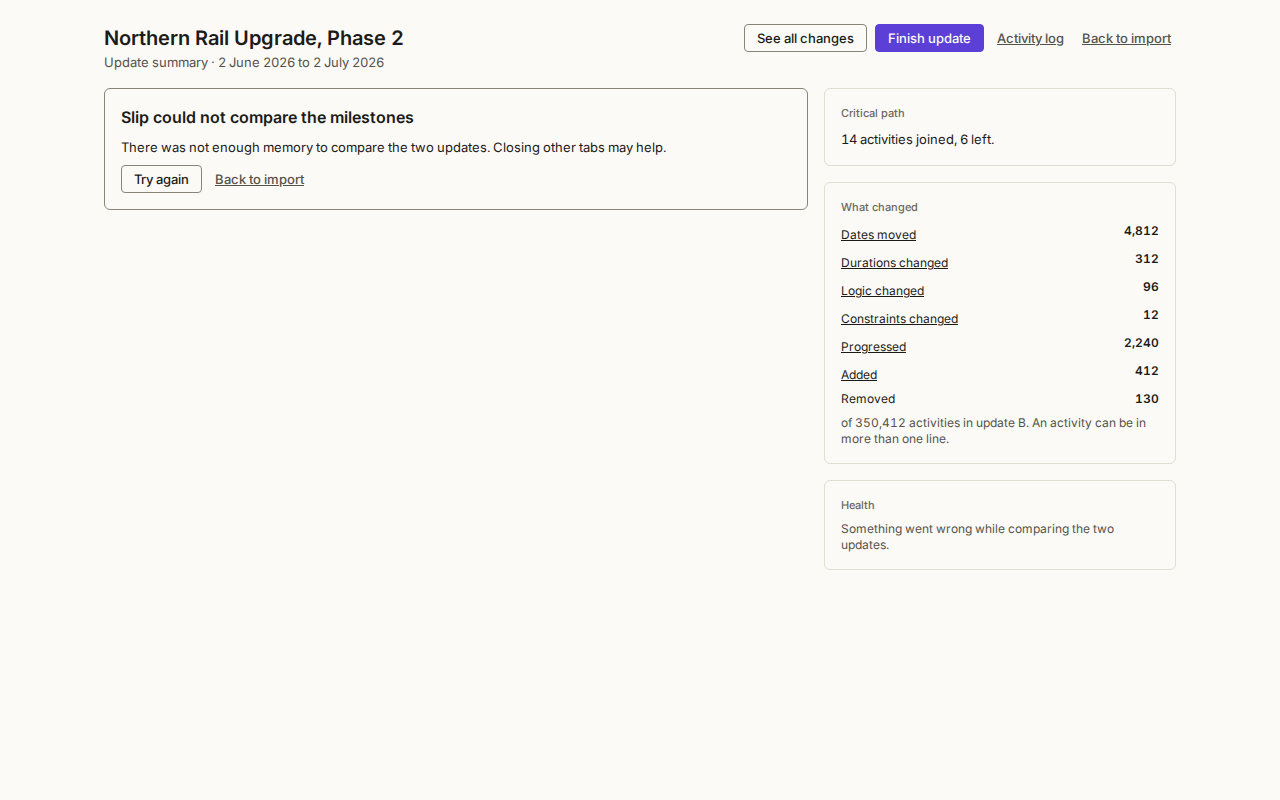 Northern Rail Upgrade, Phase 2
Update summary · 2 June 2026 to 2 July 2026
See all changes
Finish update
Activity log
Back to import
Slip could not compare the milestones
There was not enough memory to compare the two updates. Closing other tabs may help.
Try again
Back to import
Critical path
14 activities joined, 6 left.
What changed
Dates moved 4,812
Durations changed 312
Logic changed 96
Constraints changed 12
Progressed 2,240
Added 412
Removed 130
of 350,412 activities in update B. An activity can be in
more than one line.
Health
Something went wrong while comparing the two
updates.